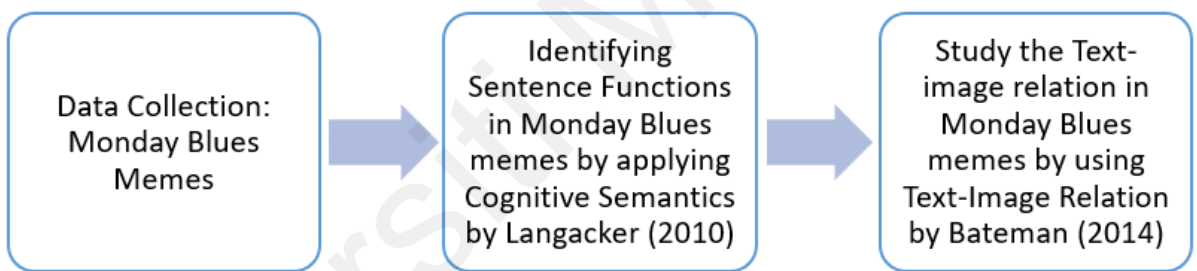 Data Collection:
Monday Blues
Memes
Identifying
Sentence Functions
in Monday Blues
memes by applying
Cognitive Semantics
by Langacker (2010)
Study the Text-
image relation in
Monday Blues
memes by using
Text-Image Relation
by Bateman (2014)